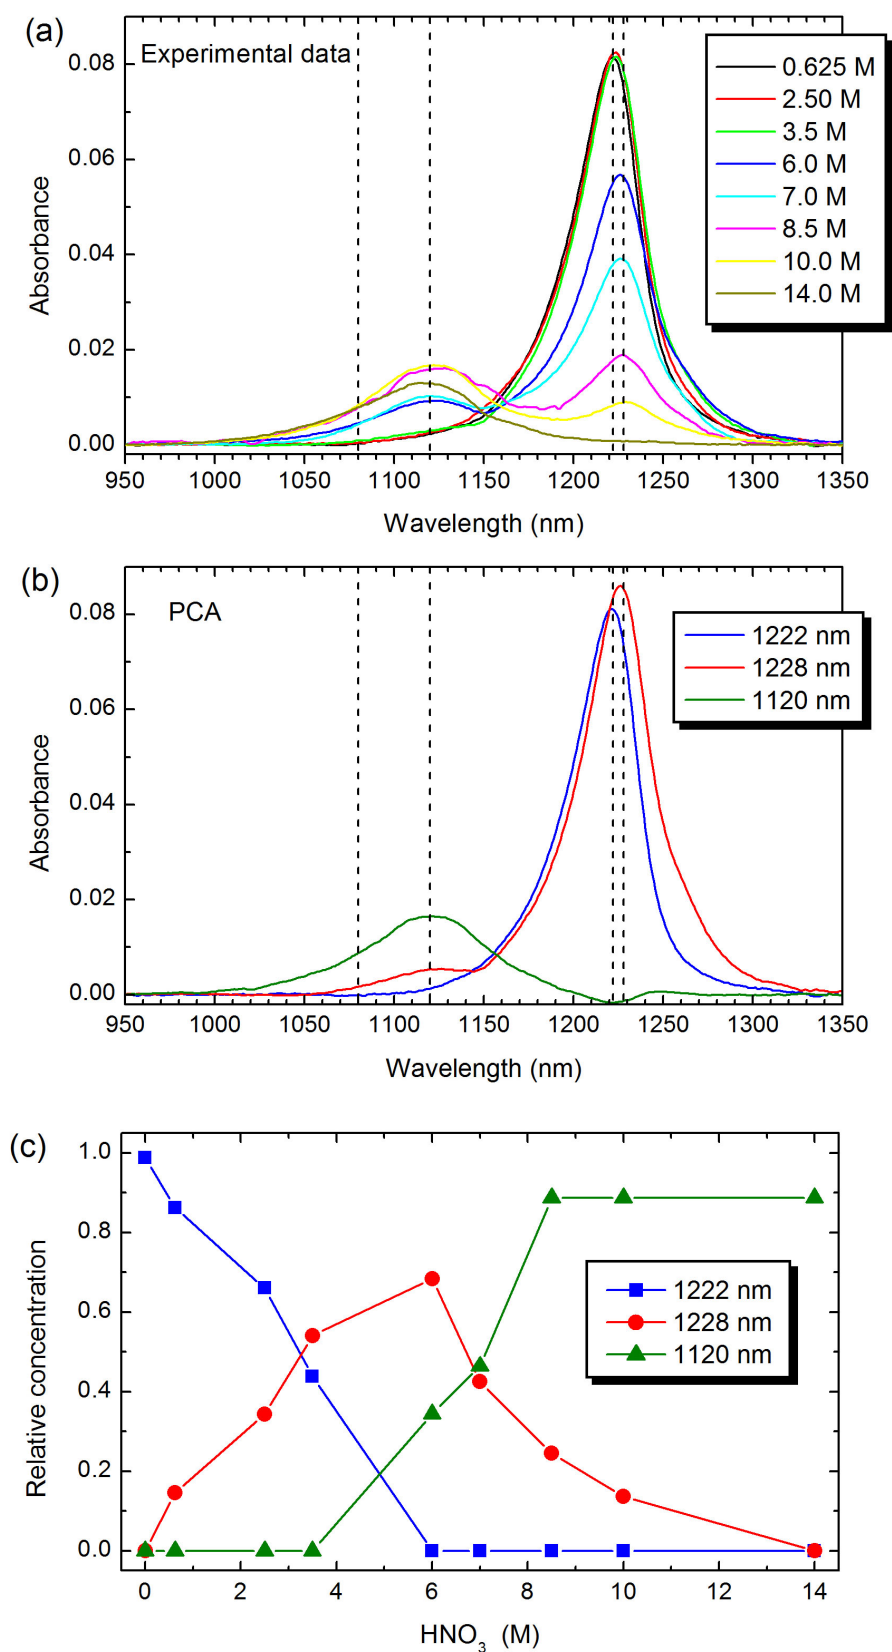 (a)
Experimental data
0.08
0.06
0.04
0.02
0.00
Absorbance
950 1000 1050 1100 1150 1200 1250 1300 1350
Wavelength (nm)
0.625 M
2.50 M
3.5 M
6.0 M
7.0 M
8.5 M
10.0 M
14.0 M
(b)
PCA
0.08
0.06
0.04
0.02
0.00
Absorbance
950 1000 1050 1100 1150 1200 1250 1300 1350
Wavelength (nm)
1222 nm
1228 nm
1120 nm
(c)
1.0
0.8
0.6
0.4
0.2
0.0
Relative concentration
0 2 4 6 8 10 12 14
HNO₃ (M)
1222 nm
1228 nm
1120 nm